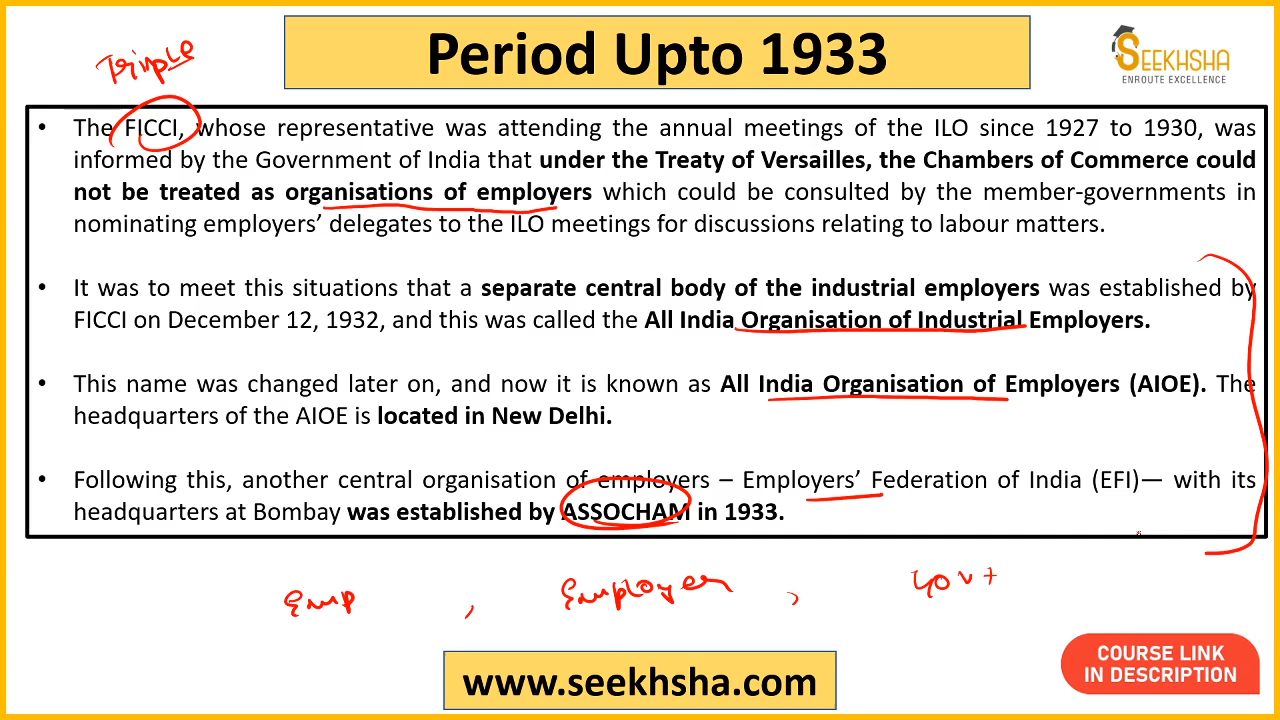 Period Upto 1933
SEEKHSHA
ENROUTE EXCELLENCE
Triple
• The FICCI, whose representative was attending the annual meetings of the ILO since 1927 to 1930, was
informed by the Government of India that under the Treaty of Versailles, the Chambers of Commerce could
not be treated as organisations of employers which could be consulted by the member-governments in
nominating employers’ delegates to the ILO meetings for discussions relating to labour matters.
• It was to meet this situations that a separate central body of the industrial employers was established by
FICCI on December 12, 1932, and this was called the All India Organisation of Industrial Employers.
• This name was changed later on, and now it is known as All India Organisation of Employers (AIOE). The
headquarters of the AIOE is located in New Delhi.
• Following this, another central organisation of employers – Employers’ Federation of India (EFI)— with its
headquarters at Bombay was established by ASSOCHAM in 1933.
Emp , Employer , Govt
COURSE LINK
IN DESCRIPTION
www.seekhsha.com